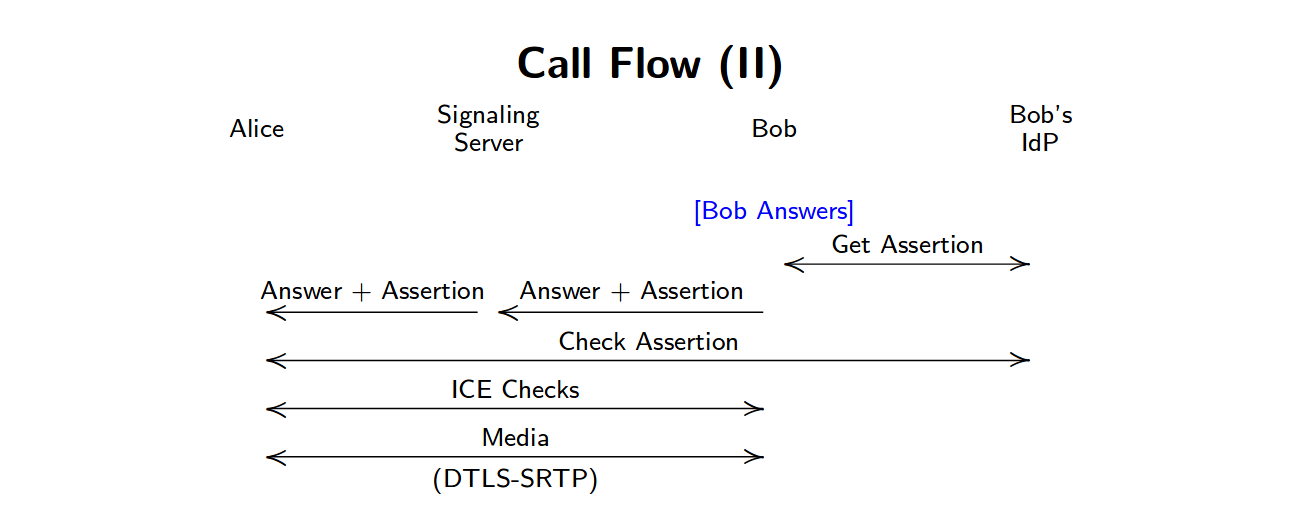 Call Flow (II)
Alice
Signaling
Server
Bob
Bob's
IdP
[Bob Answers]
Get Assertion
Answer + Assertion
Answer + Assertion
Check Assertion
ICE Checks
Media
(DTLS-SRTP)